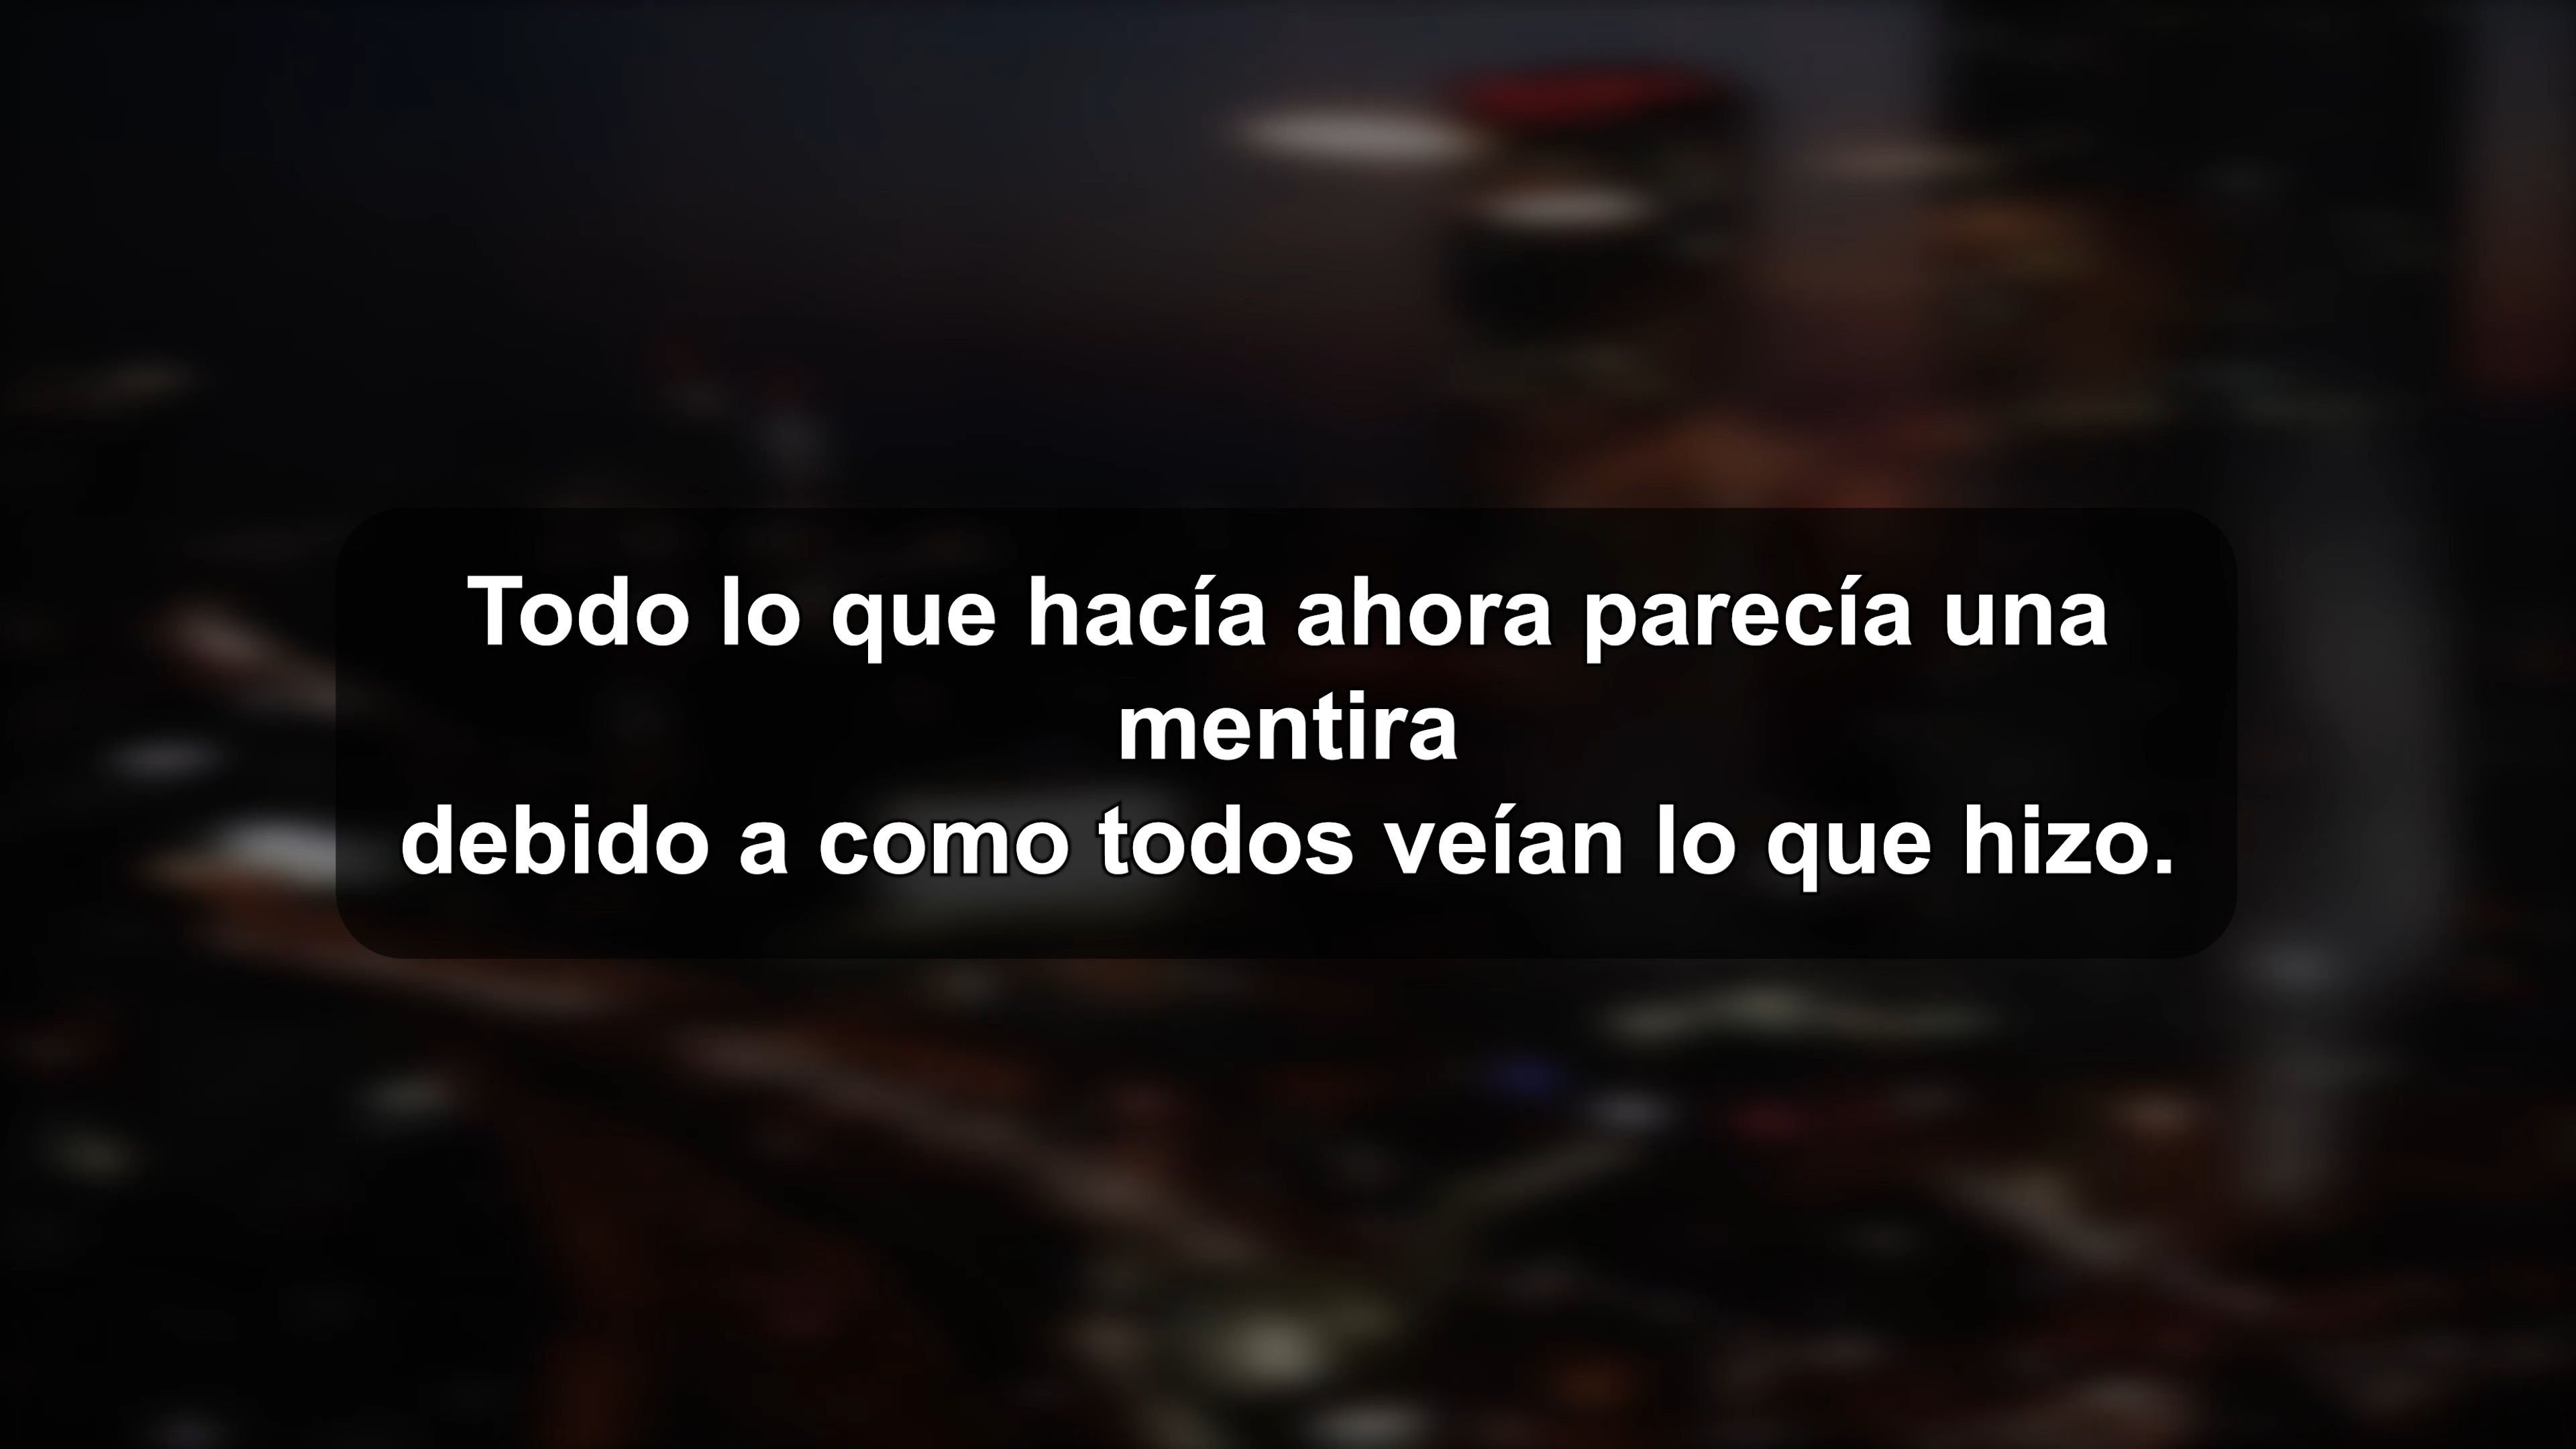 Todo lo que hacía ahora parecía una
mentira
debido a como todos veían lo que hizo.